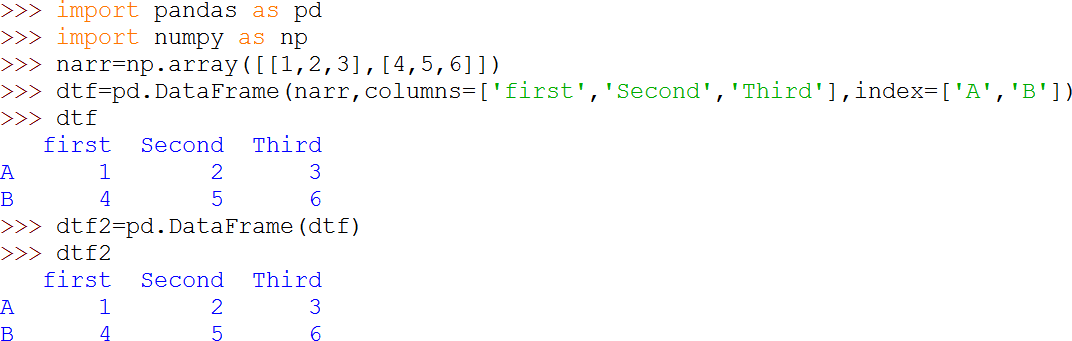 >>> import pandas as pd
>>> import numpy as np
>>> narr=np.array([[1,2,3],[4,5,6]])
>>> dtf=pd.DataFrame(narr,columns=['first','Second','Third'],index=['A','B'])
>>> dtf
   first  Second  Third
A      1       2      3
B      4       5      6
>>> dtf2=pd.DataFrame(dtf)
>>> dtf2
   first  Second  Third
A      1       2      3
B      4       5      6